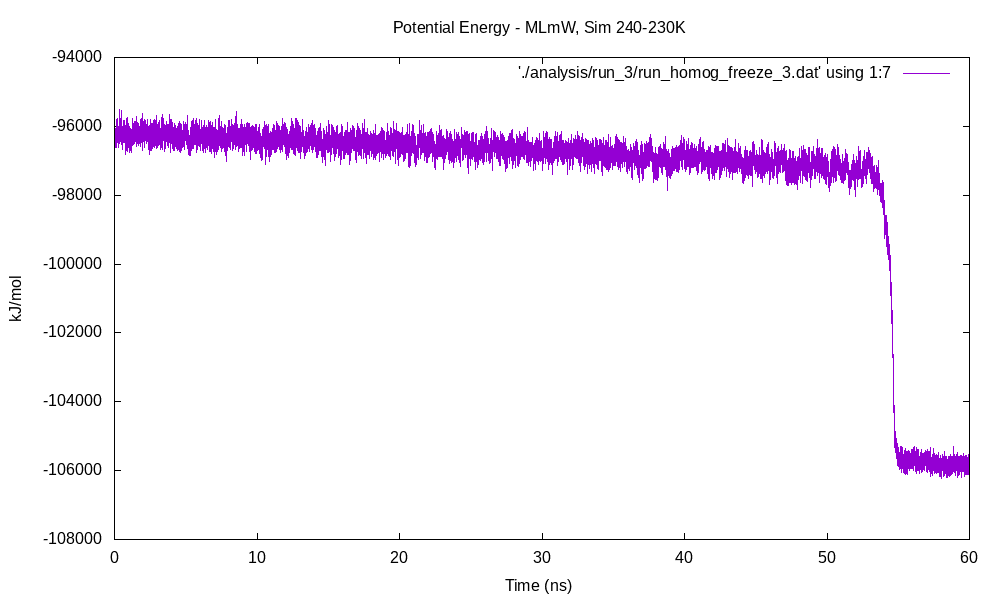 Potential Energy - MLmW, Sim 240-230K
'./analysis/run_3/run_homog_freeze_3.dat' using 1:7
-94000
-96000
-98000
-100000
-102000
-104000
-106000
-108000
kJ/mol
0 10 20 30 40 50 60
Time (ns)